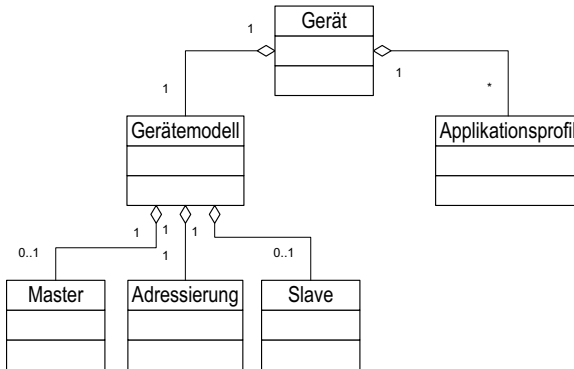 Gerät
1
1
1
*
Gerätemodell
Applikationsprofil
1
1
1
0..1
1
0..1
Master
Adressierung
Slave